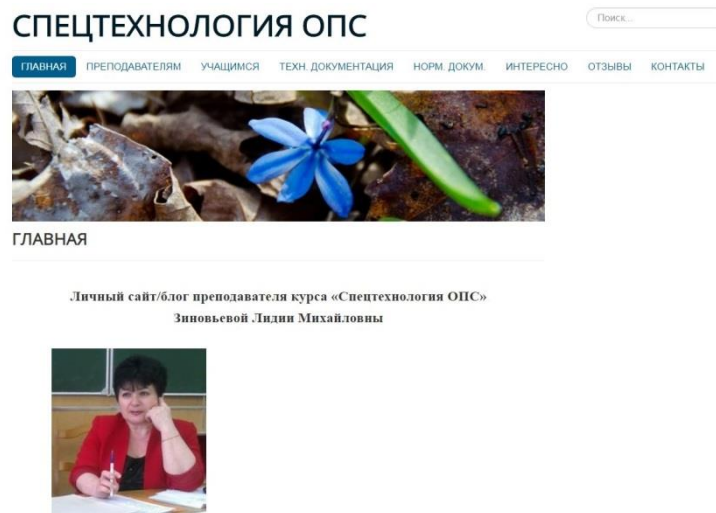 СПЕЦТЕХНОЛОГИЯ ОПС
Поиск...
ГЛАВНАЯ ПРЕПОДАВАТЕЛЯМ УЧАЩИМСЯ ТЕХН. ДОКУМЕНТАЦИЯ НОРМ. ДОКУМ. ИНТЕРЕСНО ОТЗЫВЫ КОНТАКТЫ
ГЛАВНАЯ
Личный сайт/блог преподавателя курса «Спецтехнология ОПС»
Зиновьевой Лидии Михайловны